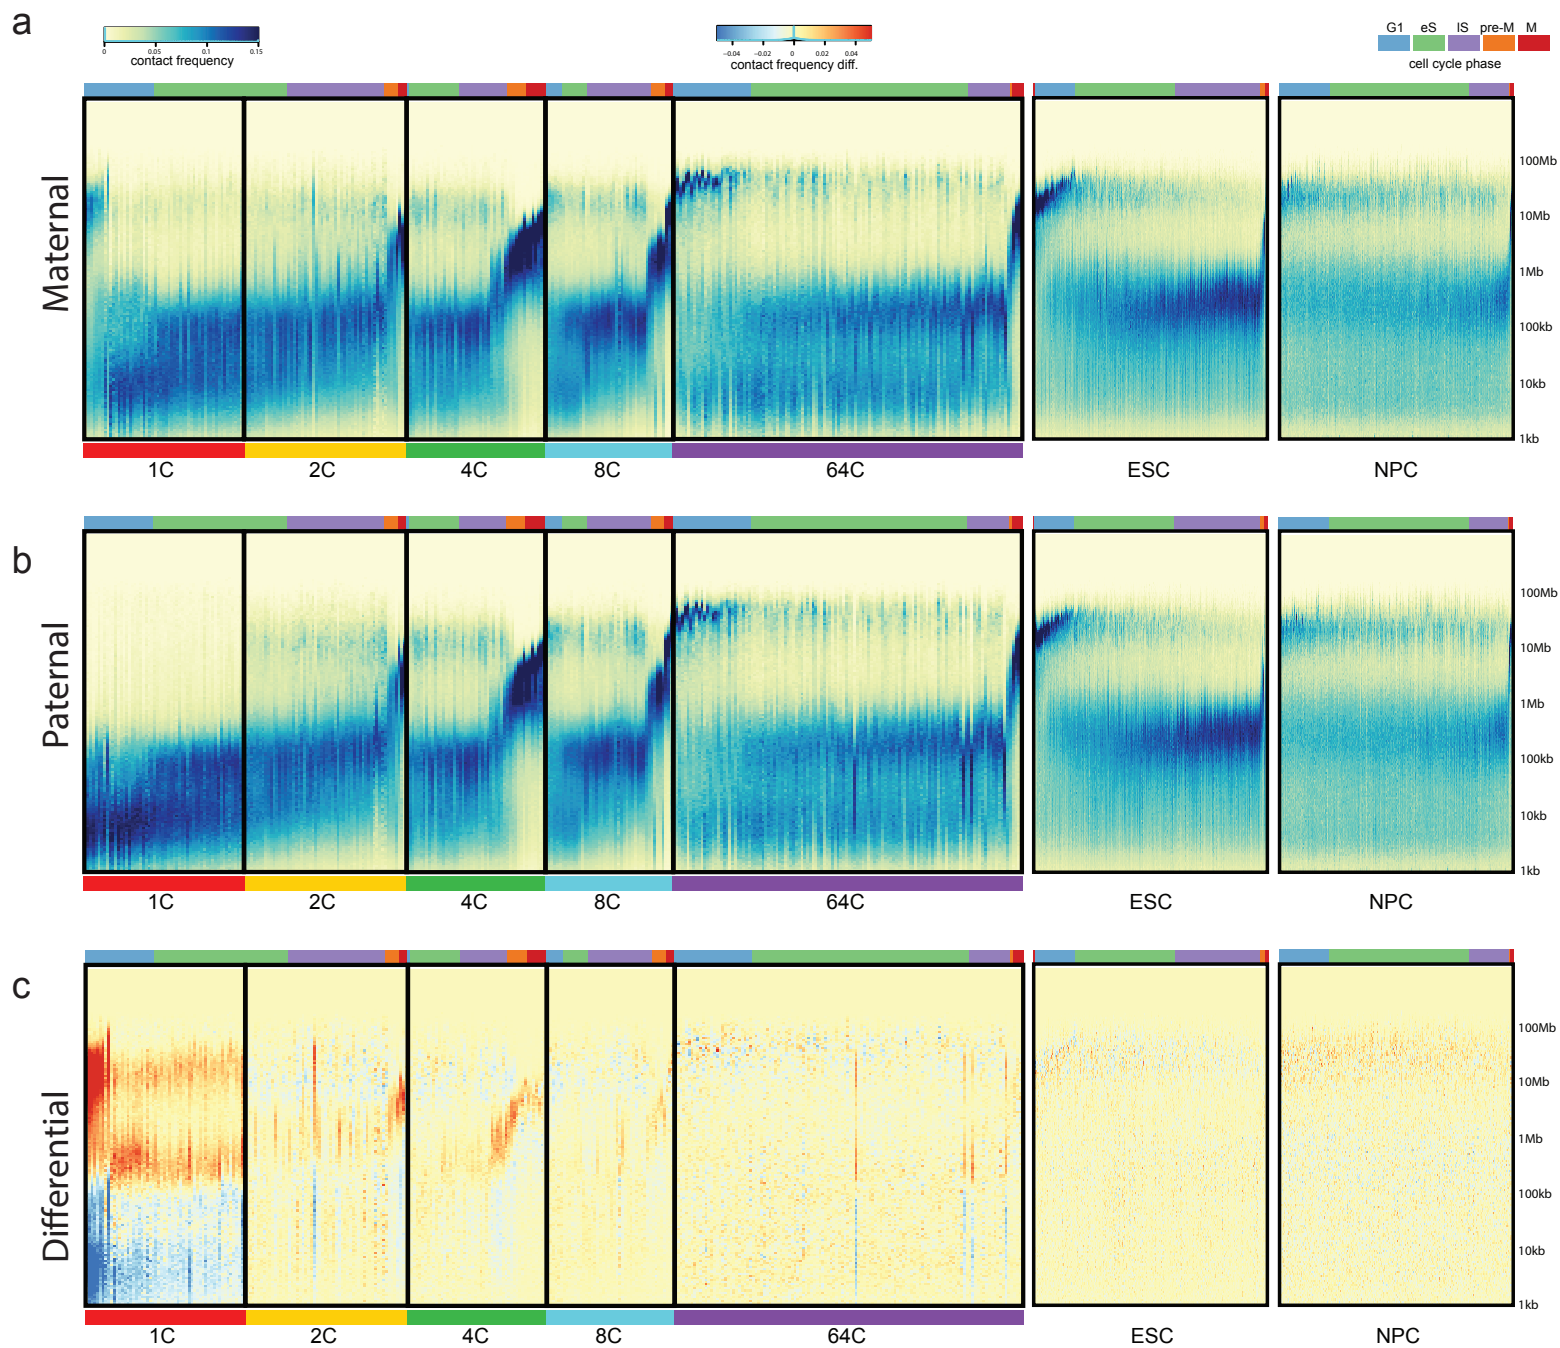 a
0 0.05 0.1 0.15
contact frequency
-0.04 -0.02 0 0.02 0.04
contact frequency diff.
G1 eS lS pre-M M
cell cycle phase
Maternal
100Mb
10Mb
1Mb
100kb
10kb
1kb
1C 2C 4C 8C 64C ESC NPC
b
Paternal
100Mb
10Mb
1Mb
100kb
10kb
1kb
1C 2C 4C 8C 64C ESC NPC
c
Differential
100Mb
10Mb
1Mb
100kb
10kb
1kb
1C 2C 4C 8C 64C ESC NPC